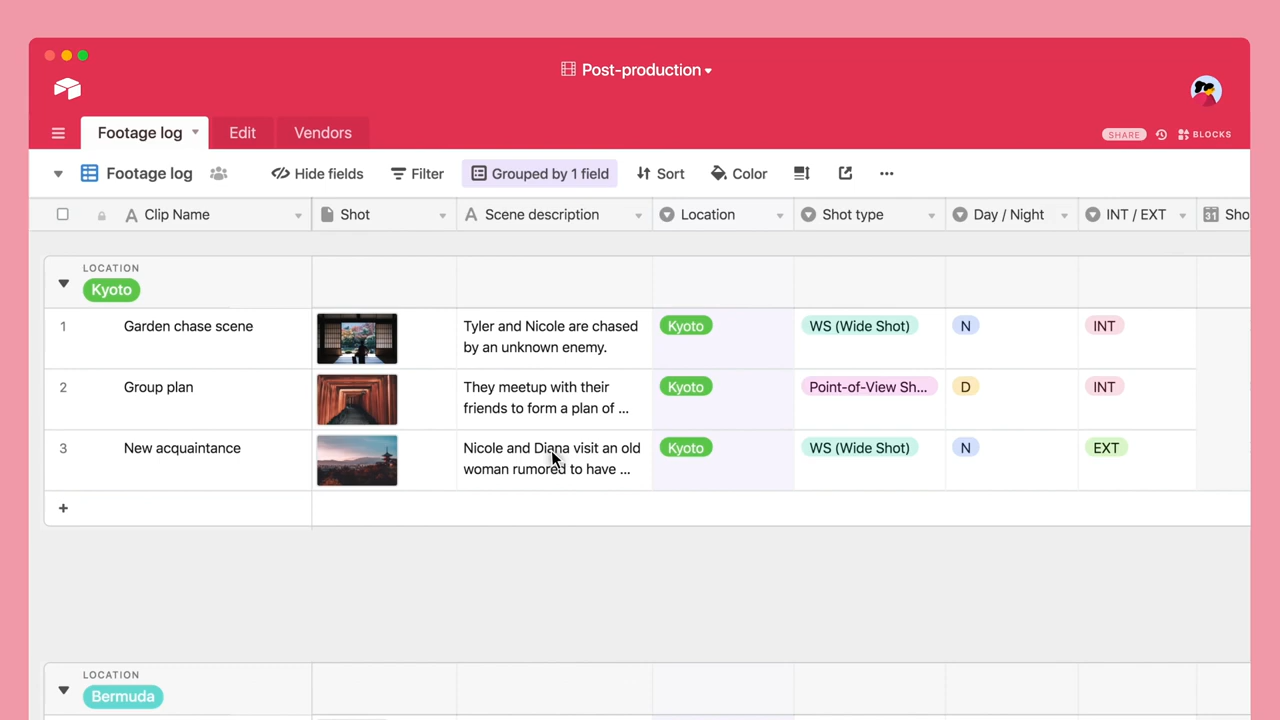 Post-production
Footage log
Edit
Vendors
SHARE
BLOCKS
Footage log
Hide fields
Filter
Grouped by 1 field
Sort
Color
A Clip Name
Shot
A Scene description
Location
Shot type
Day / Night
INT / EXT
31 Sho
LOCATION
Kyoto
1
Garden chase scene
Tyler and Nicole are chased
by an unknown enemy.
Kyoto
WS (Wide Shot)
N
INT
2
Group plan
They meetup with their
friends to form a plan of ...
Kyoto
Point-of-View Sh...
D
INT
3
New acquaintance
Nicole and Diana visit an old
woman rumored to have ...
Kyoto
WS (Wide Shot)
N
EXT
+
LOCATION
Bermuda